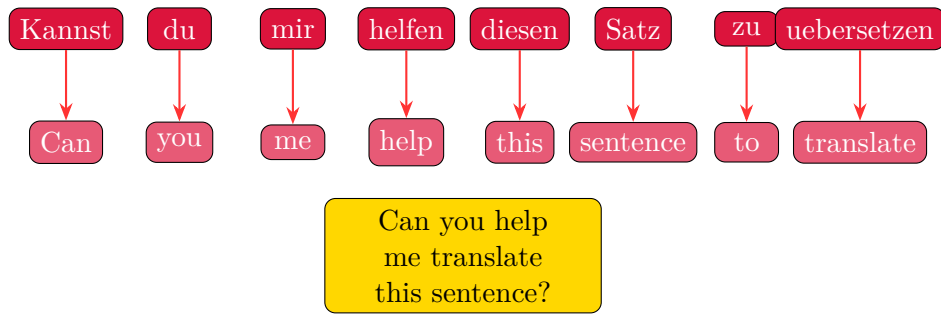 Kannst du mir helfen diesen Satz zu uebersetzen
Can you me help this sentence to translate
Can you help
me translate
this sentence?